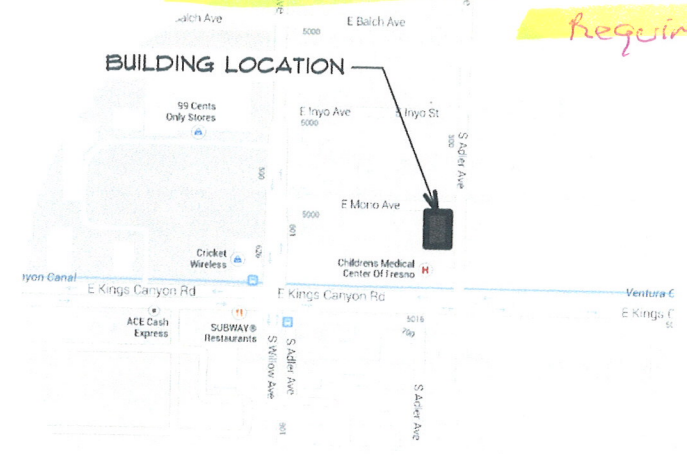 E Balch Ave
5000
Requir
BUILDING LOCATION
99 Cents
Only Stores
E Inyo Ave
5000
Inyo St
S Adler Ave
500
E Mono Ave
5000
601
Cricket
Wireless
Childrens Medical
Center Of Fresno
H
yon Canal
E Kings Canyon Rd
E Kings Canyon Rd
Ventura
E Kings
ACE Cash
Express
SUBWAY®
Restaurants
5016
S Willow Ave
S Adler Ave
S Adler Ave